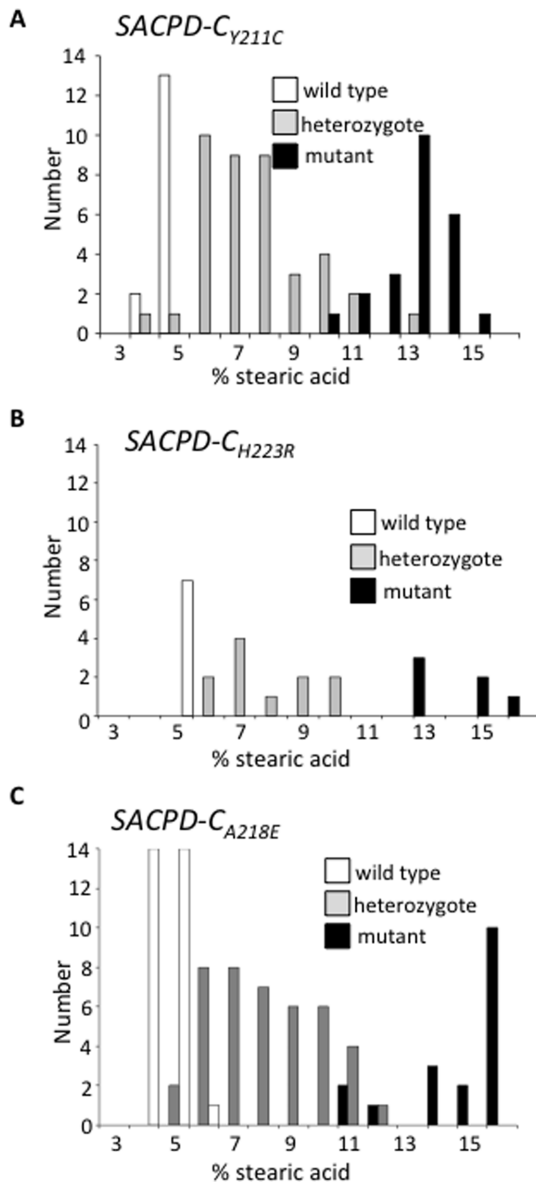 A
SACPD-C Y211C
14
12
10
8
6
4
2
0
Number
wild type
heterozygote
mutant
3 5 7 9 11 13 15
% stearic acid
B
SACPD-C H223R
14
12
10
8
6
4
2
0
Number
wild type
heterozygote
mutant
3 5 7 9 11 13 15
% stearic acid
C
SACPD-C A218E
14
12
10
8
6
4
2
0
Number
wild type
heterozygote
mutant
3 5 7 9 11 13 15
% stearic acid